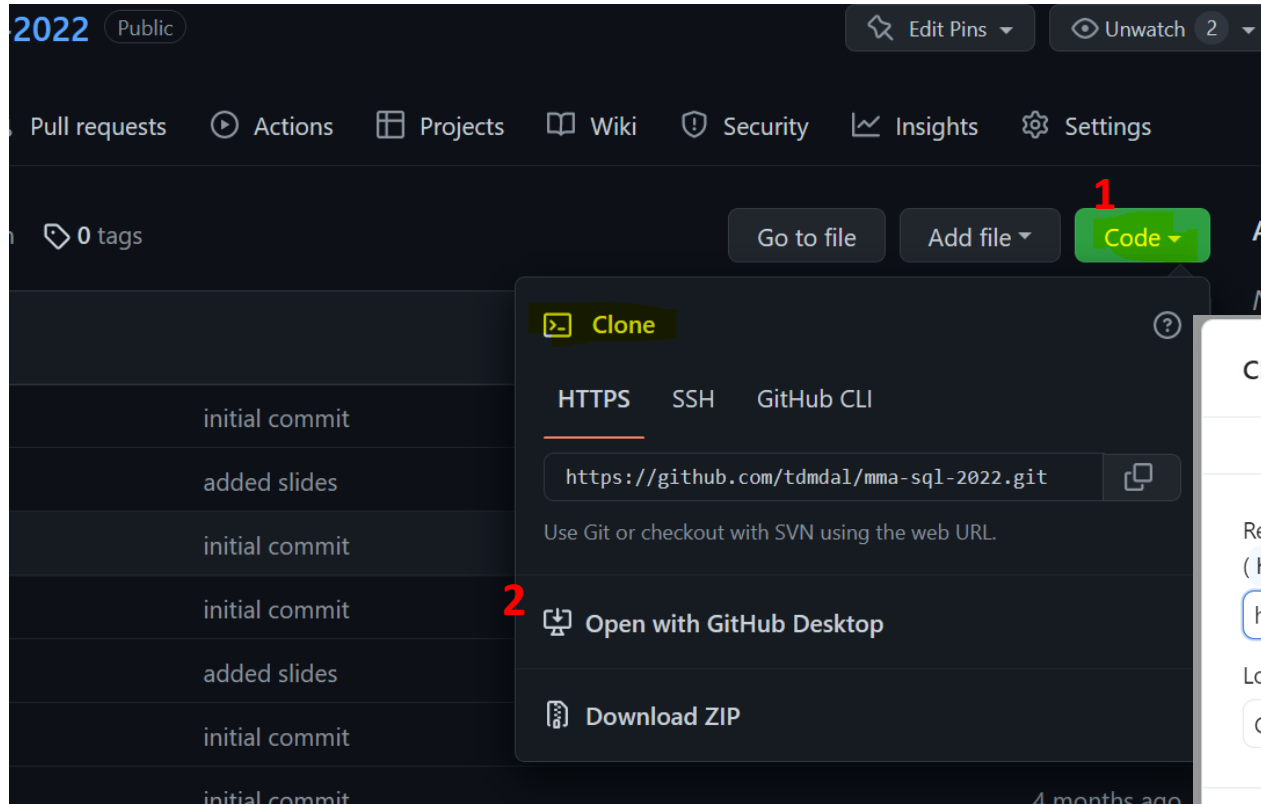 -2022 Public Edit Pins Unwatch 2
Pull requests Actions Projects Wiki Security Insights Settings
1
0 tags Go to file Add file Code
Clone
HTTPS SSH GitHub CLI
https://github.com/tdmdal/mma-sql-2022.git
Use Git or checkout with SVN using the web URL.
2
Open with GitHub Desktop
Download ZIP
initial commit
added slides
initial commit
initial commit
added slides
initial commit
initial commit
4 months ago